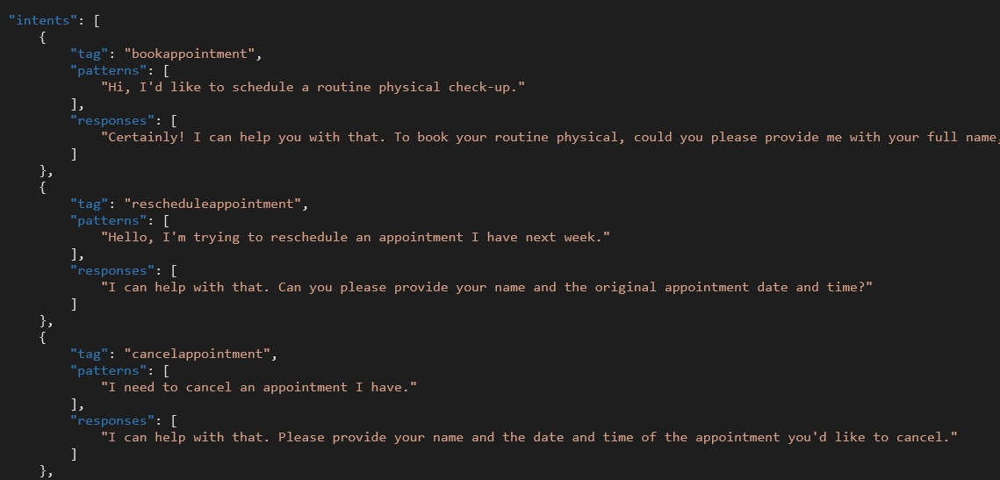 "intents": [
{
"tag": "bookappointment",
"patterns": [
"Hi, I'd like to schedule a routine physical check-up."
],
"responses": [
"Certainly! I can help you with that. To book your routine physical, could you please provide me with your full name,
]
},
{
"tag": "rescheduleappointment",
"patterns": [
"Hello, I'm trying to reschedule an appointment I have next week."
],
"responses": [
"I can help with that. Can you please provide your name and the original appointment date and time?"
]
},
{
"tag": "cancelappointment",
"patterns": [
"I need to cancel an appointment I have."
],
"responses": [
"I can help with that. Please provide your name and the date and time of the appointment you'd like to cancel."
]
},